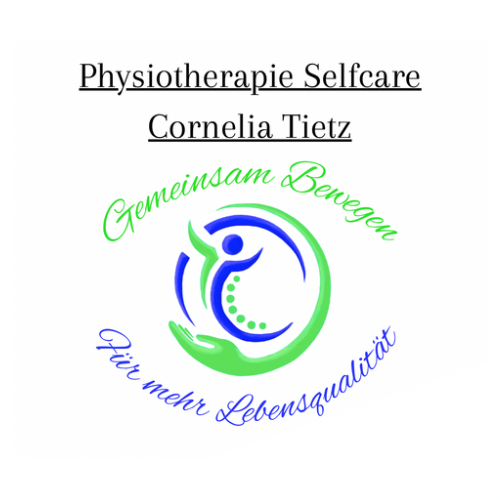 Physiotherapie Selfcare
Cornelia Tietz
Gemeinsam Bewegen
Für mehr Lebensqualität